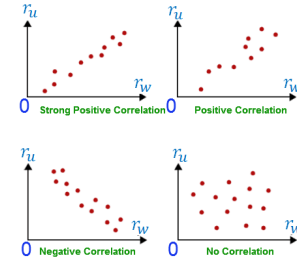 r_u r_u
r_w r_w
0 0
Strong Positive Correlation Positive Correlation
r_u r_u
r_w r_w
0 0
Negative Correlation No Correlation